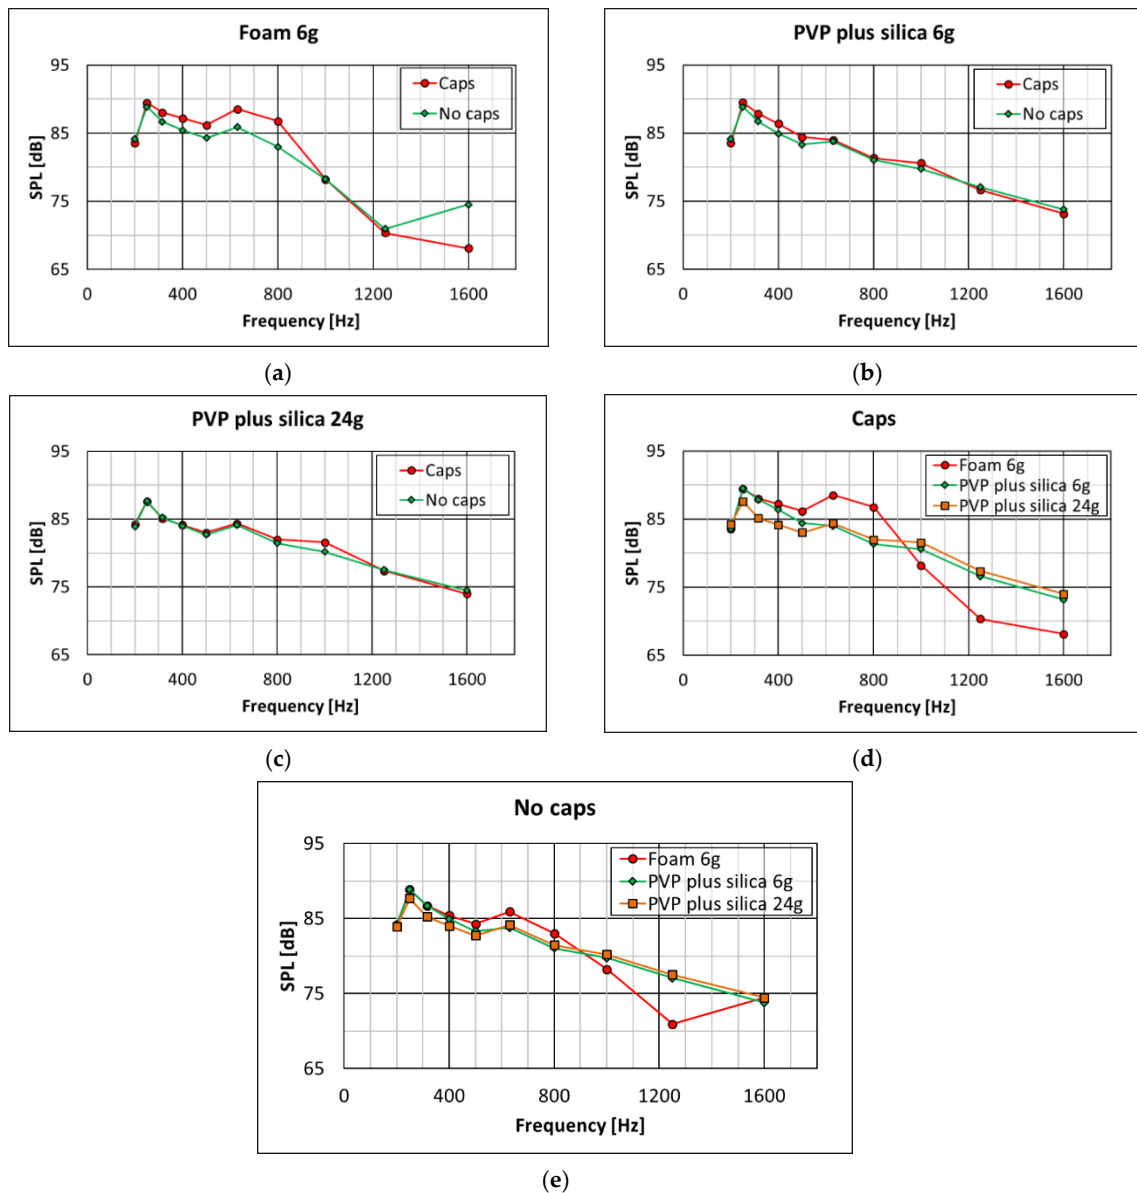 Foam 6g
95
85
75
65
SPL [dB]
Caps
No caps
0
400
800
1200
1600
Frequency [Hz]
(a)
PVP plus silica 6g
95
85
75
65
SPL [dB]
Caps
No caps
0
400
800
1200
1600
Frequency [Hz]
(b)
PVP plus silica 24g
95
85
75
65
SPL [dB]
Caps
No caps
0
400
800
1200
1600
Frequency [Hz]
(c)
Caps
95
85
75
65
SPL [dB]
Foam 6g
PVP plus silica 6g
PVP plus silica 24g
0
400
800
1200
1600
Frequency [Hz]
(d)
No caps
95
85
75
65
SPL [dB]
Foam 6g
PVP plus silica 6g
PVP plus silica 24g
0
400
800
1200
1600
Frequency [Hz]
(e)